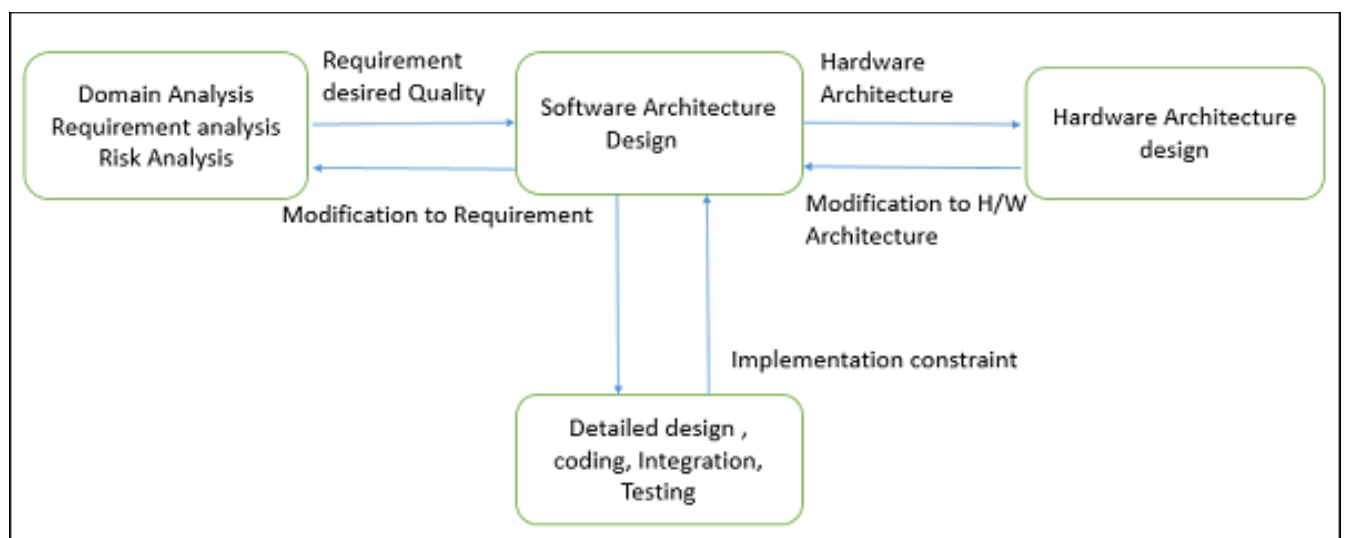 Domain Analysis
Requirement analysis
Risk Analysis
Requirement
desired Quality
Software Architecture
Design
Hardware
Architecture
Hardware Architecture
design
Modification to Requirement
Modification to H/W
Architecture
Implementation constraint
Detailed design ,
coding, Integration,
Testing